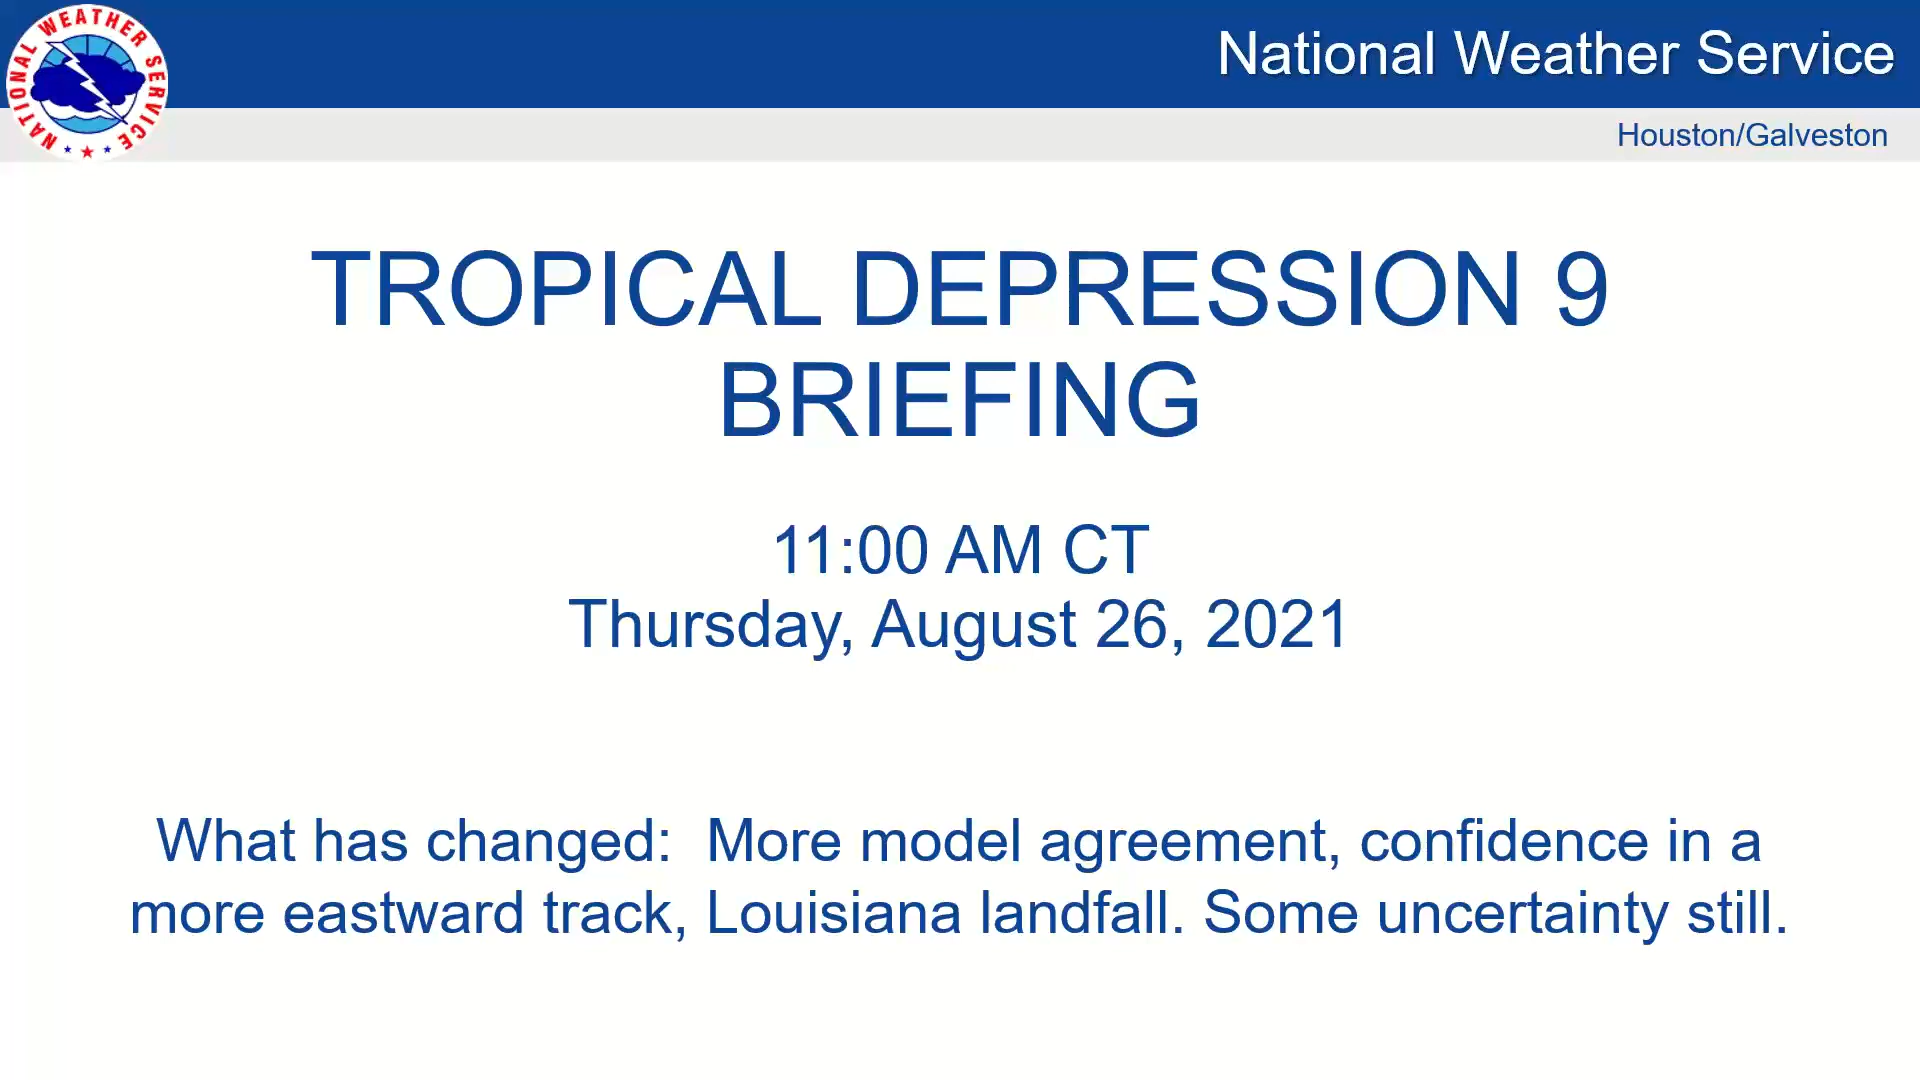 NATIONAL WEATHER SERVICE
National Weather Service
Houston/Galveston
TROPICAL DEPRESSION 9
BRIEFING
11:00 AM CT
Thursday, August 26, 2021
What has changed:  More model agreement, confidence in a
more eastward track, Louisiana landfall. Some uncertainty still.